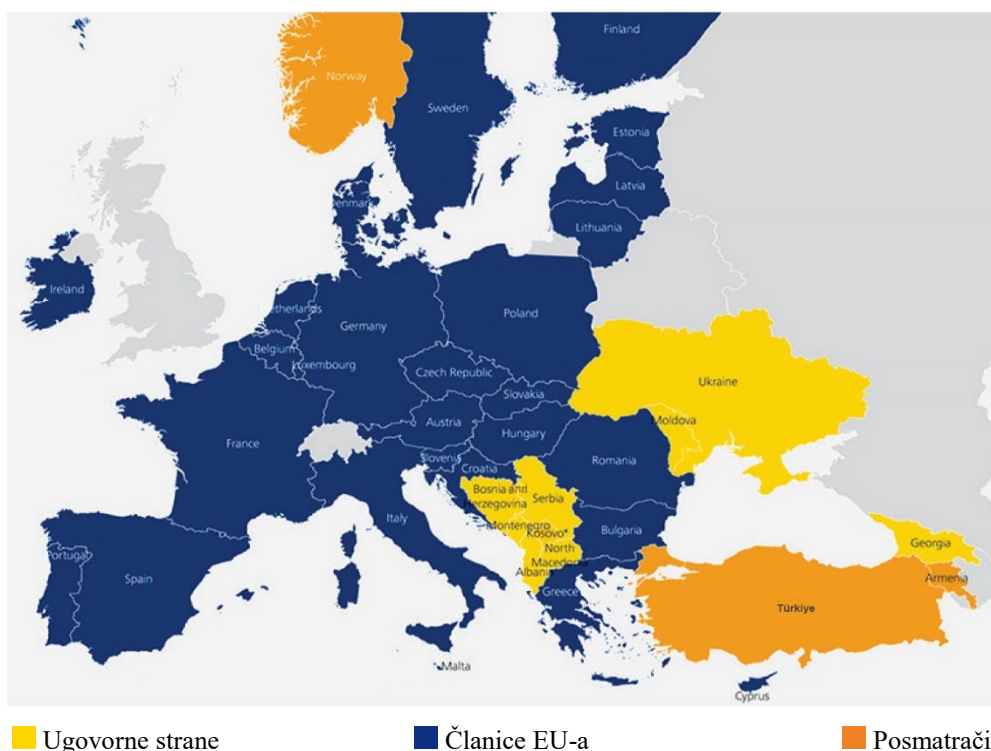 Finland
Norway
Sweden
Estonia
Denmark
Latvia
Lithuania
Ireland
etherlands
Poland
Germany
Belgium
Luxembourg
Czech Republic
Ukraine
Slovakia
Austria
Moldova
Hungary
France
Slovenia
Romania
Croatia
Bosnia and
Herzegovina
Serbia
Italy
Montenegro
Kosovo*
Bulgaria
Georgia
North
Macedonia
Portugal
Spain
Albania
Armenia
Greece
Türkiye
Malta
Cyprus
Ugovorne strane
Članice EU-a
Posmatrači